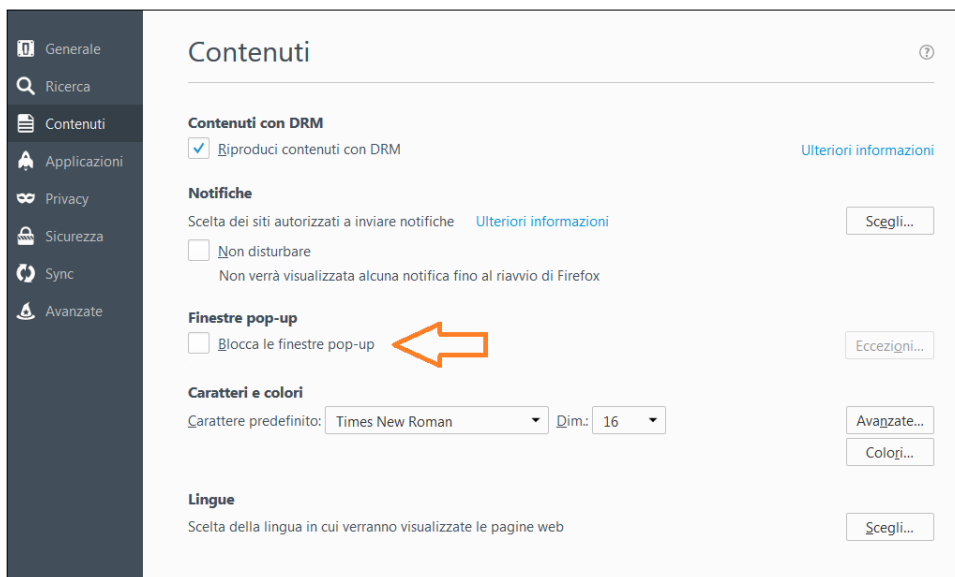 Generale
Ricerca
Contenuti
Applicazioni
Privacy
Sicurezza
Sync
Avanzate
Contenuti
?
Contenuti con DRM
Riproduci contenuti con DRM Ulteriori informazioni
Notifiche
Scelta dei siti autorizzati a inviare notifiche Ulteriori informazioni Scegli...
Non disturbare
Non verrà visualizzata alcuna notifica fino al riavvio di Firefox
Finestre pop-up
Blocca le finestre pop-up Eccezioni...
Caratteri e colori
Carattere predefinito: Times New Roman Dim.: 16 Avanzate...
Colori...
Lingue
Scelta della lingua in cui verranno visualizzate le pagine web Scegli...